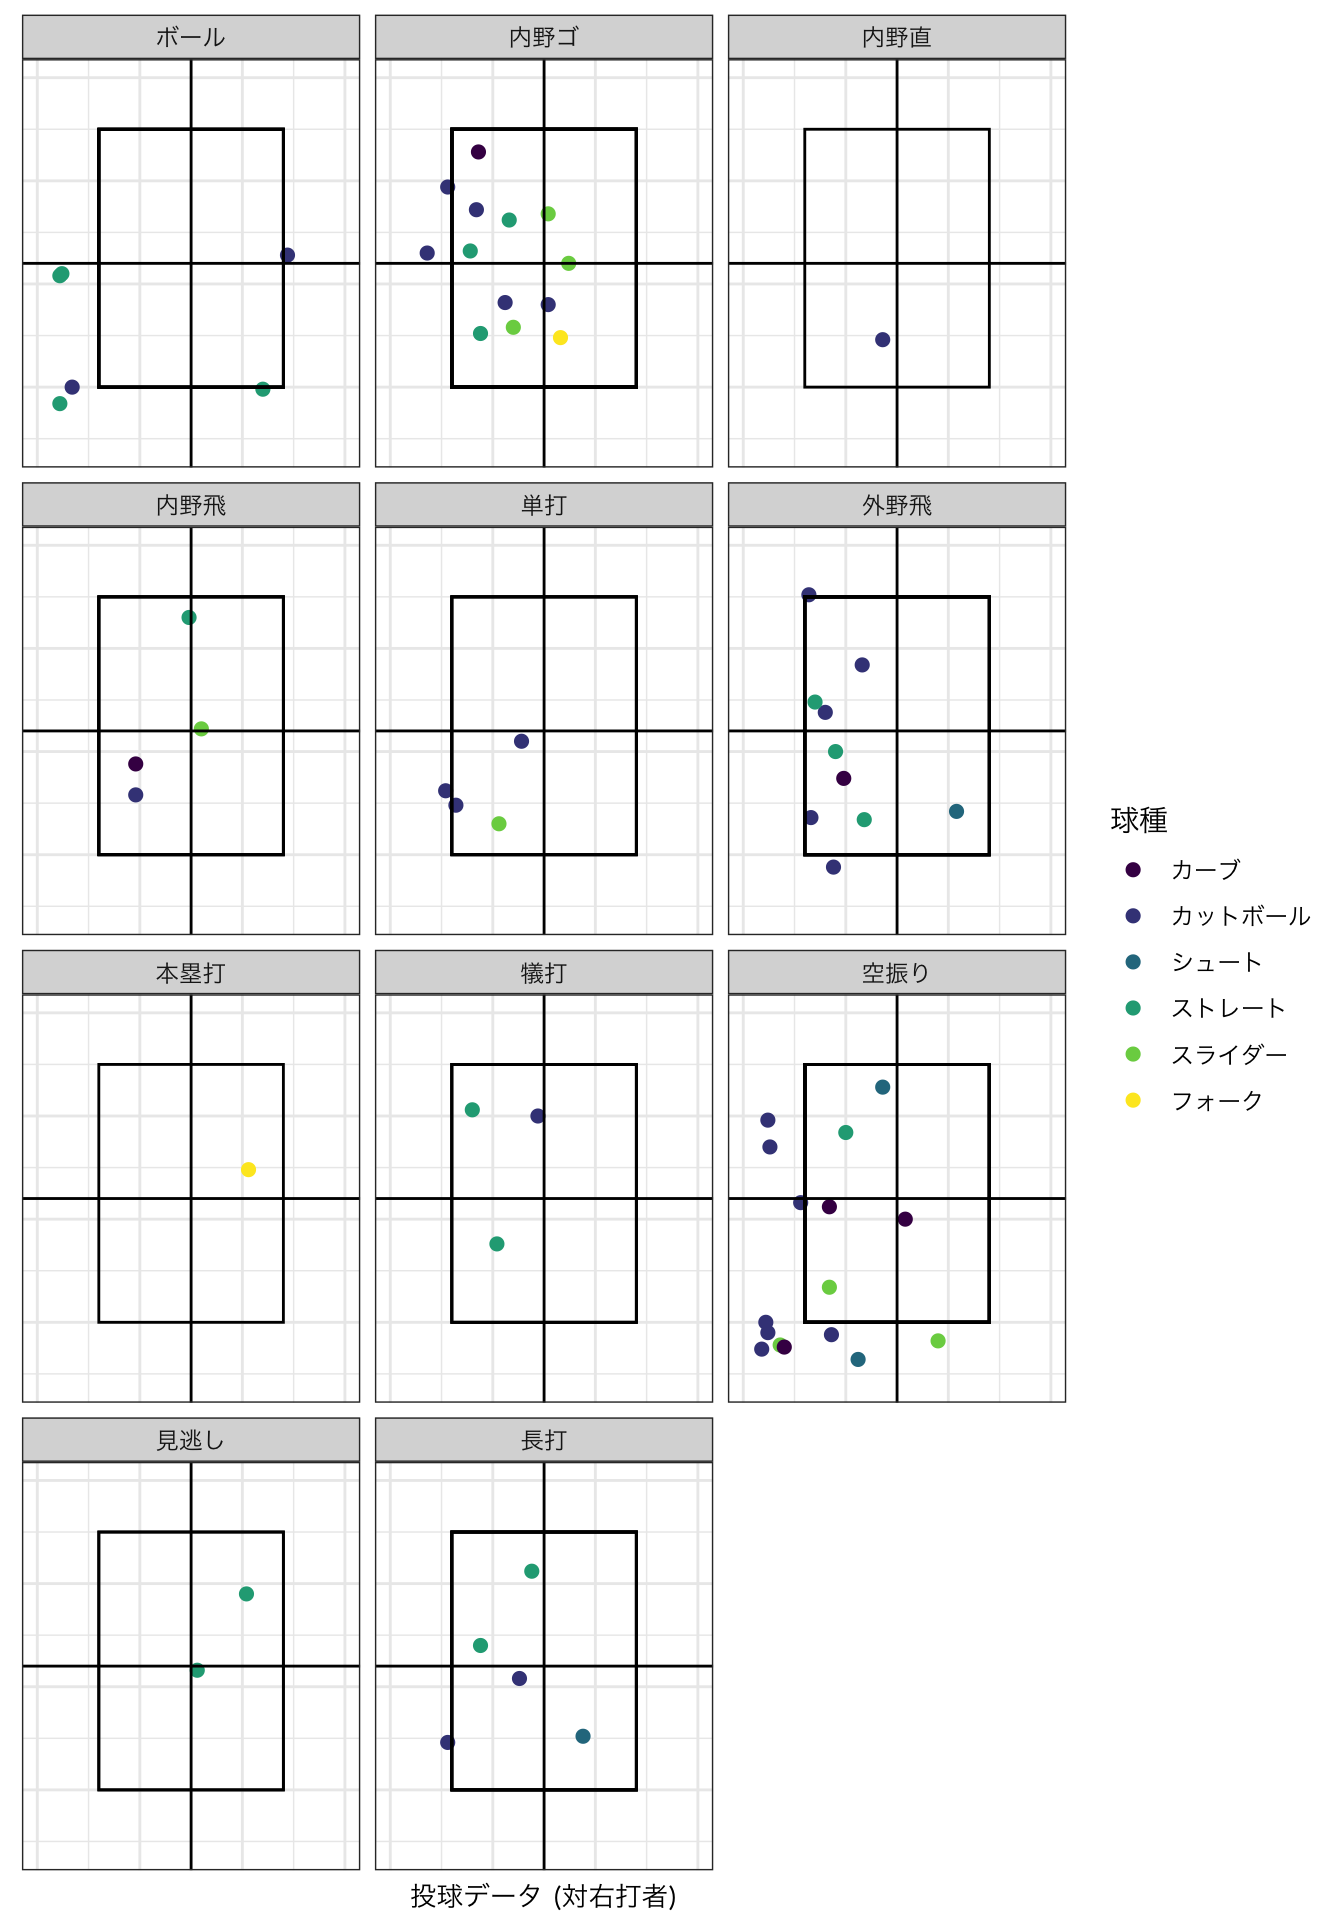 ボール
内野ゴ
内野直
内野飛
単打
外野飛
本塁打
犠打
空振り
見逃し
長打
球種
カーブ
カットボール
シュート
ストレート
スライダー
フォーク
投球データ (対右打者)